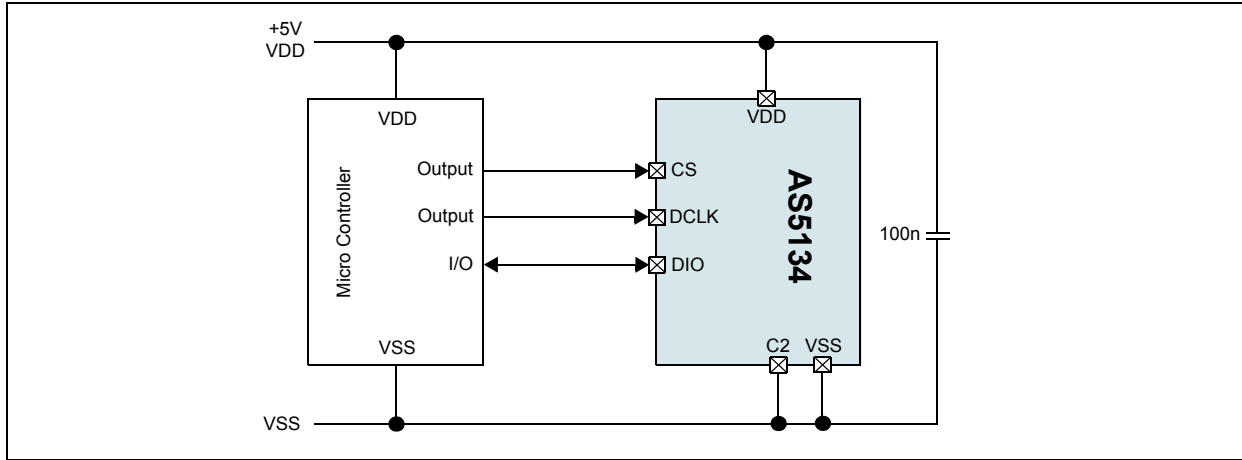 +5V
VDD
VDD
VDD
Micro Controller
Output
CS
AS5134
Output
DCLK
100n
I/O
DIO
VSS
C2
VSS
VSS